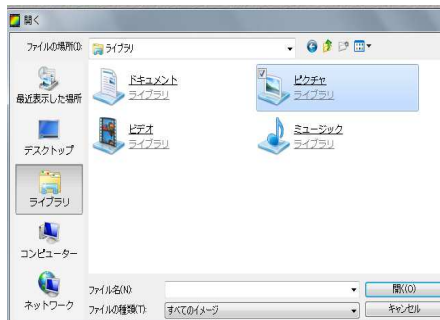 開く
ファイルの場所(I):
ライブラリ
最近表示した場所
デスクトップ
ライブラリ
コンピューター
ネットワーク
ドキュメント
ライブラリ
ピクチャ
ライブラリ
ビデオ
ライブラリ
ミュージック
ライブラリ
ファイル名(N):
開く(O)
ファイルの種類(T):
すべてのイメージ
キャンセル